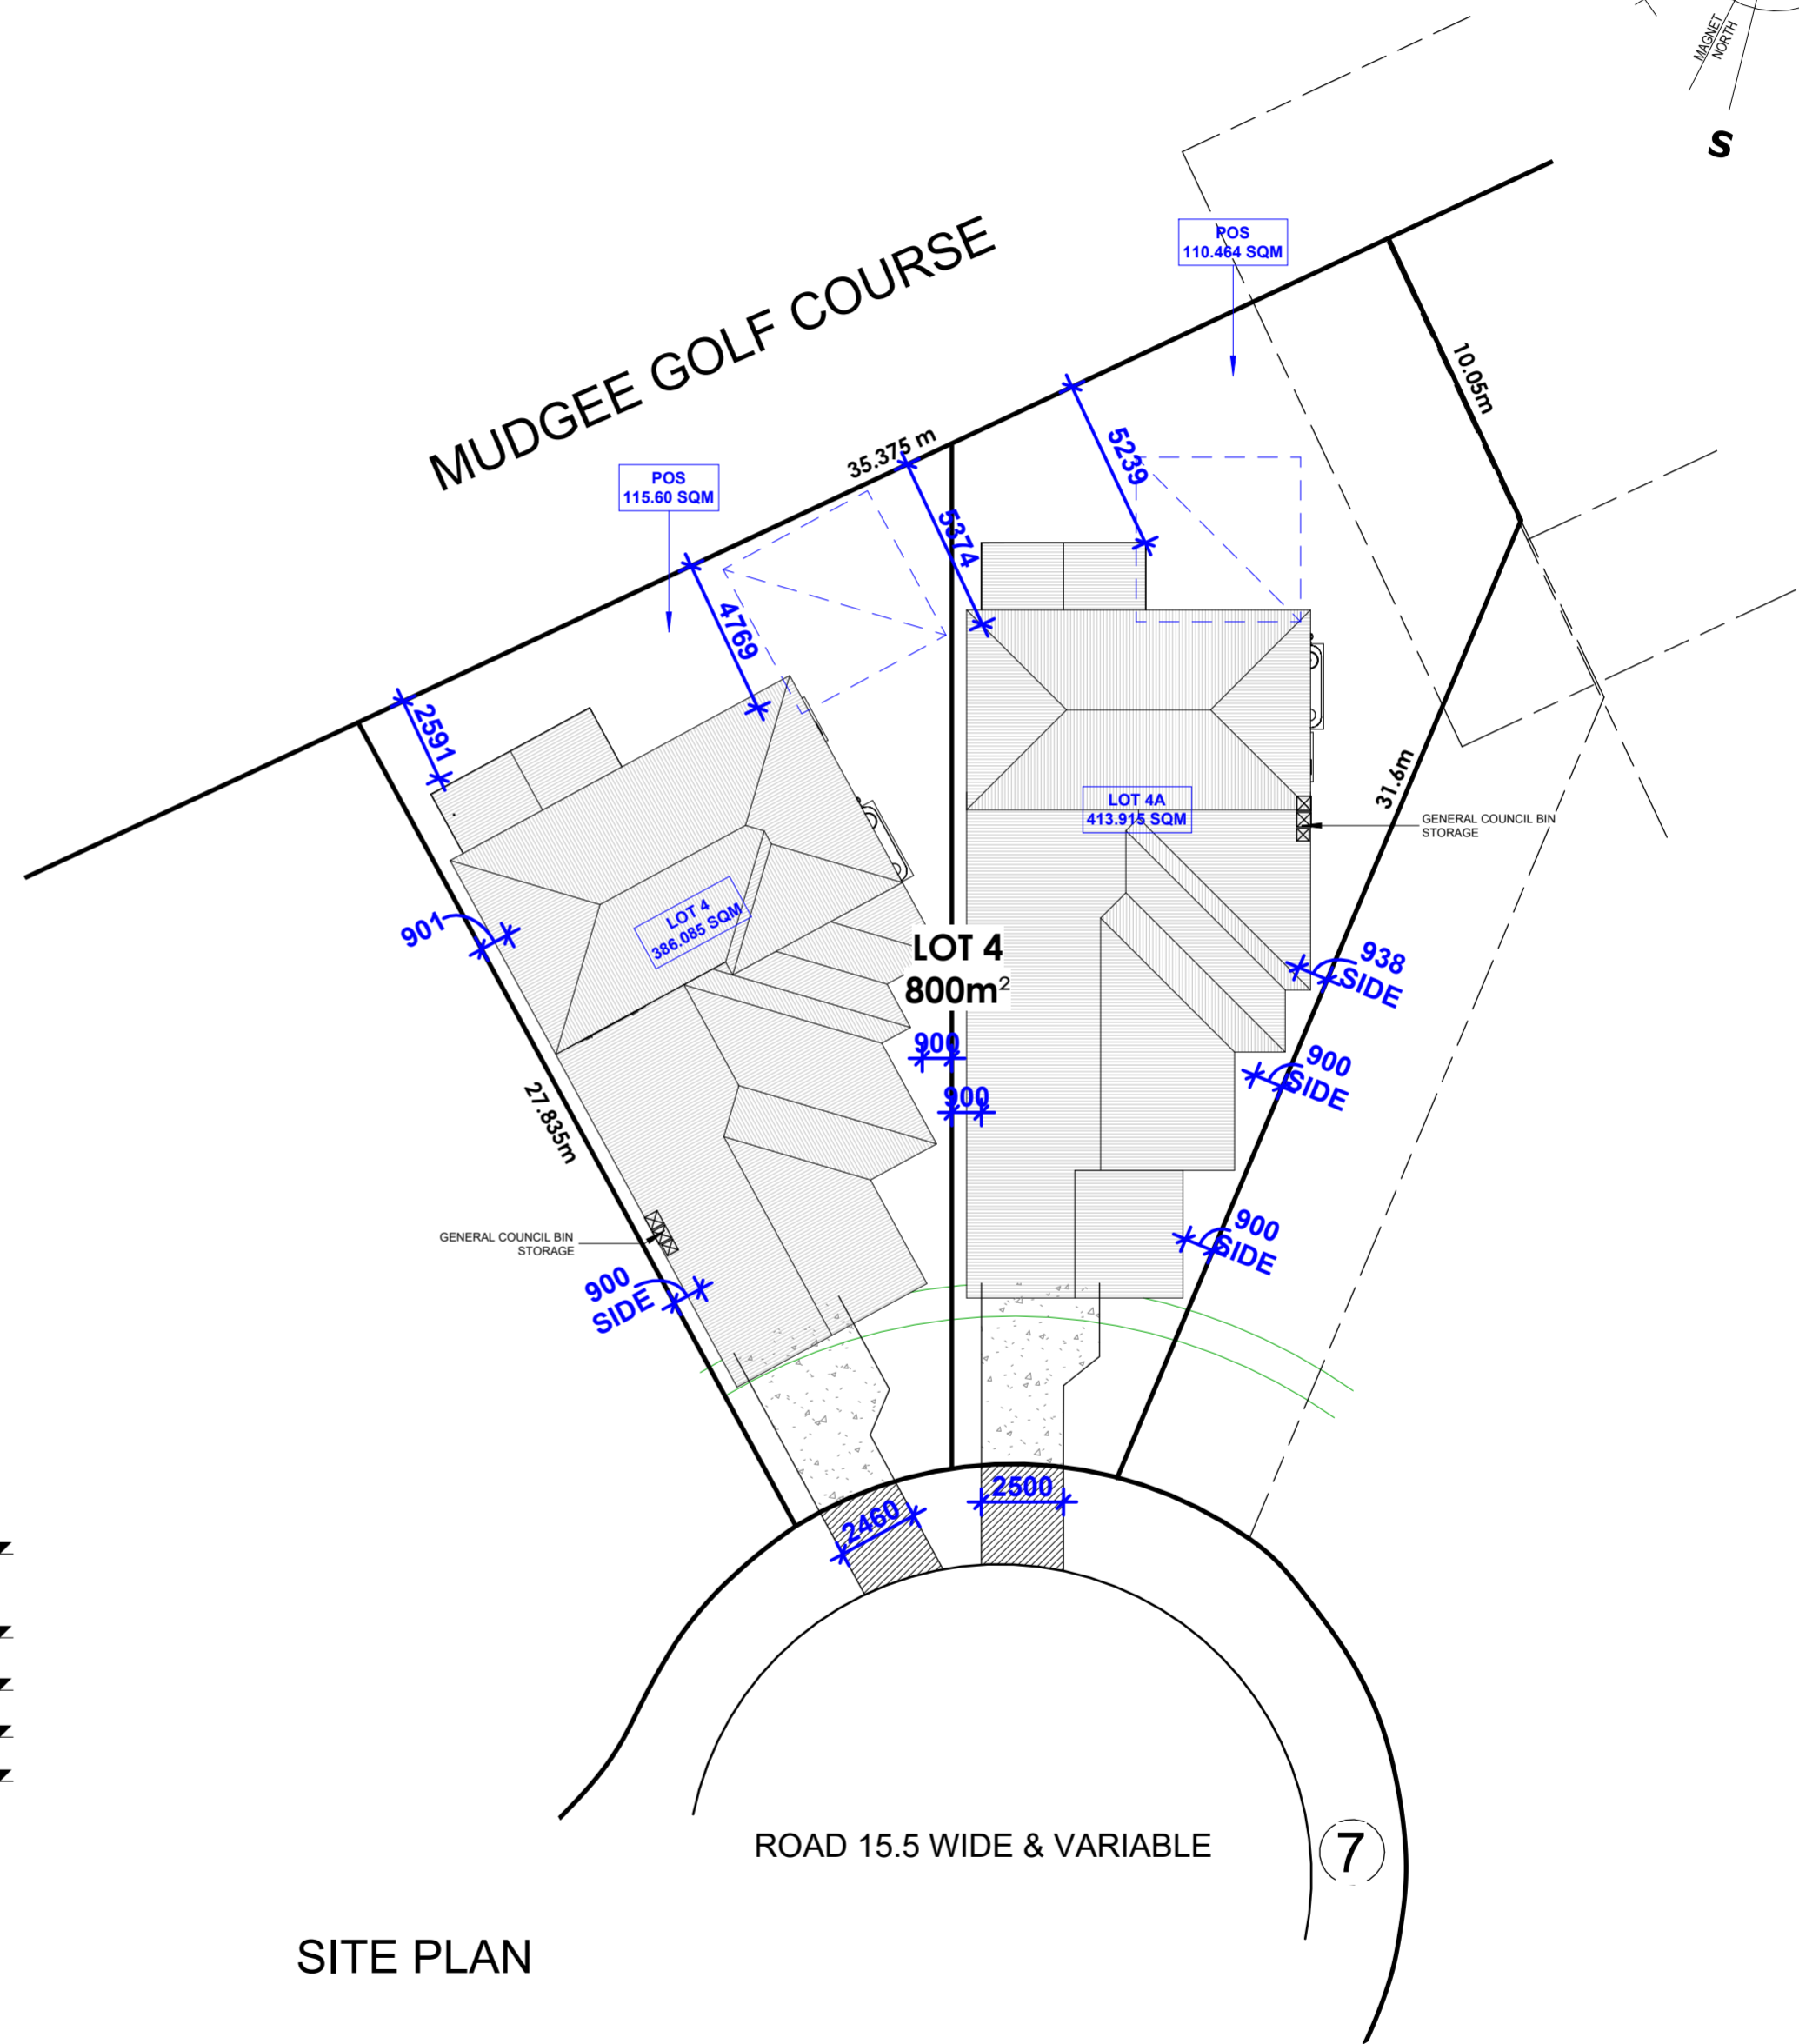 MAGNET
NORTH
S
POS
110.464 SQM
MUDGEE GOLF COURSE
10.05m
35.375 m
5239
POS
115.60 SQM
5374
4769
2591
31.6m
LOT 4A
413.915 SQM
GENERAL COUNCIL BIN
STORAGE
901
LOT 4
386.085 SQM
LOT 4
800m²
938
SIDE
900
900
SIDE
900
27.835m
GENERAL COUNCIL BIN
STORAGE
900
SIDE
900
SIDE
2500
2460
ROAD 15.5 WIDE & VARIABLE
7
SITE PLAN